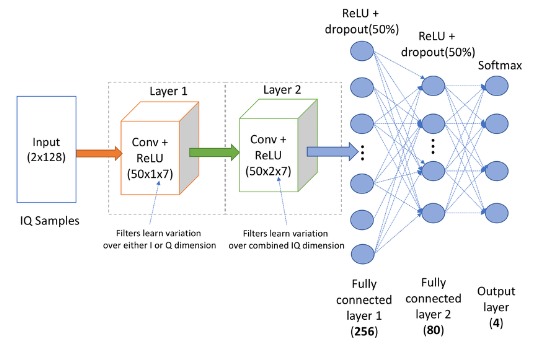 ReLU +
dropout(50%)
ReLU +
dropout(50%)
Softmax
Layer 1
Layer 2
Input
(2x128)
Conv +
ReLU
(50x1x7)
Conv +
ReLU
(50x2x7)
IQ Samples
Filters learn variation
over either I or Q dimension
Filters learn variation
over combined IQ dimension
Fully
connected
layer 1
(256)
Fully
connected
layer 2
(80)
Output
layer
(4)